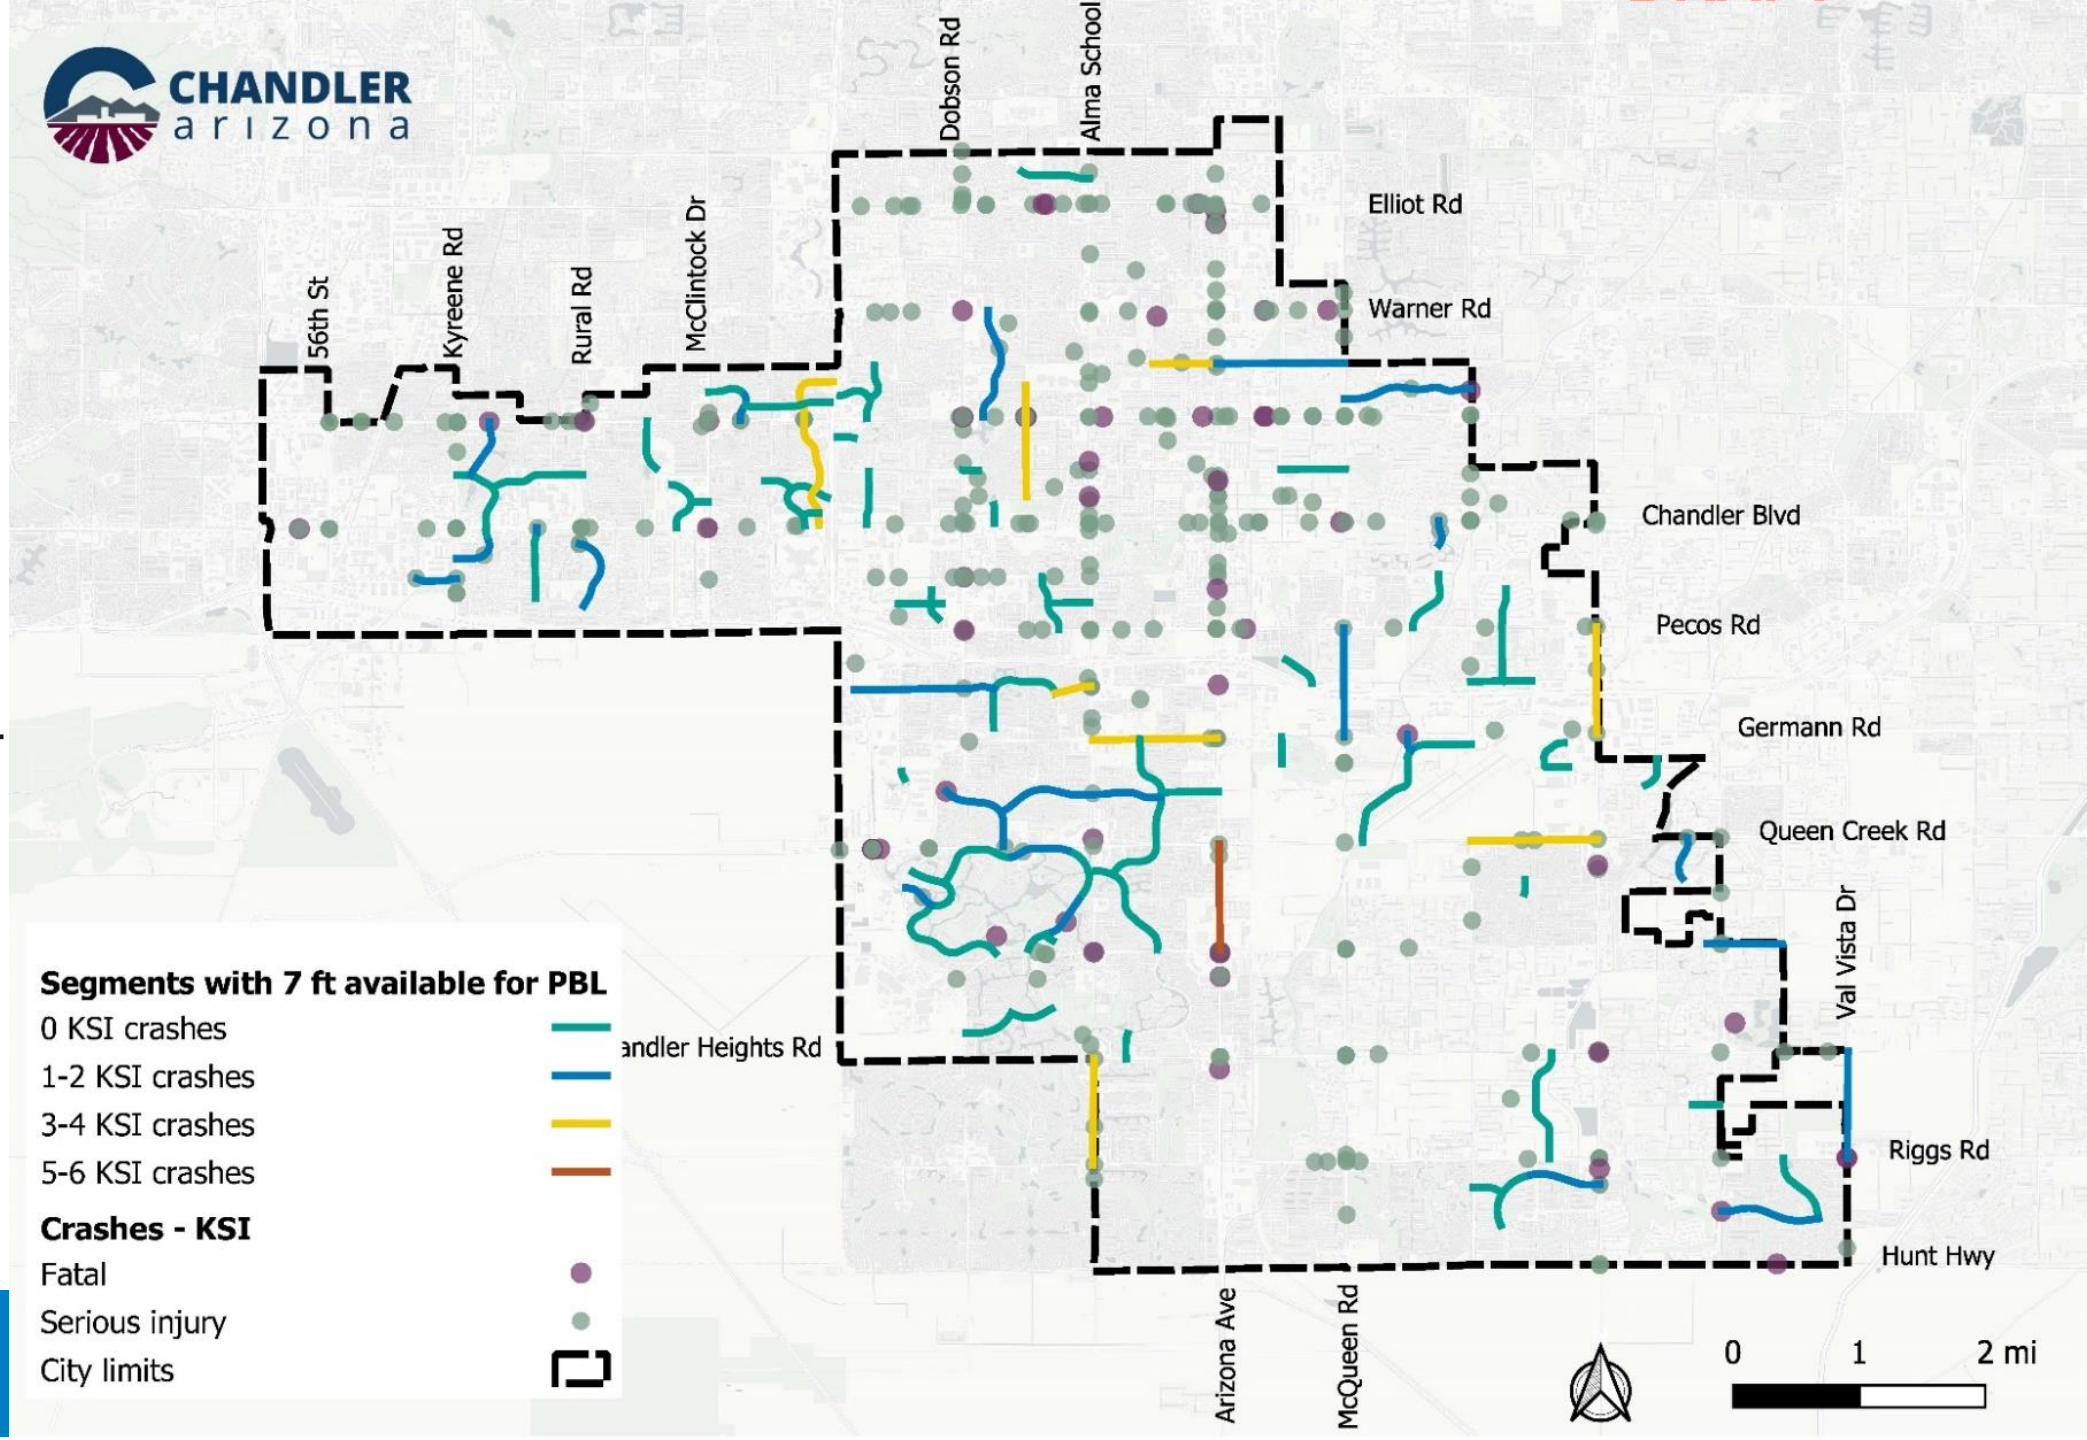 CHANDLER
arizona
Dobson Rd
Alma School
Elliot Rd
McClintock Dr
Kyreene Rd
Rural Rd
56th St
Warner Rd
Chandler Blvd
Pecos Rd
Germann Rd
Queen Creek Rd
Val Vista Dr
andler Heights Rd
Riggs Rd
Hunt Hwy
Arizona Ave
McQueen Rd
Segments with 7 ft available for PBL
0 KSI crashes
1-2 KSI crashes
3-4 KSI crashes
5-6 KSI crashes
Crashes - KSI
Fatal
Serious injury
City limits
0 1 2 mi